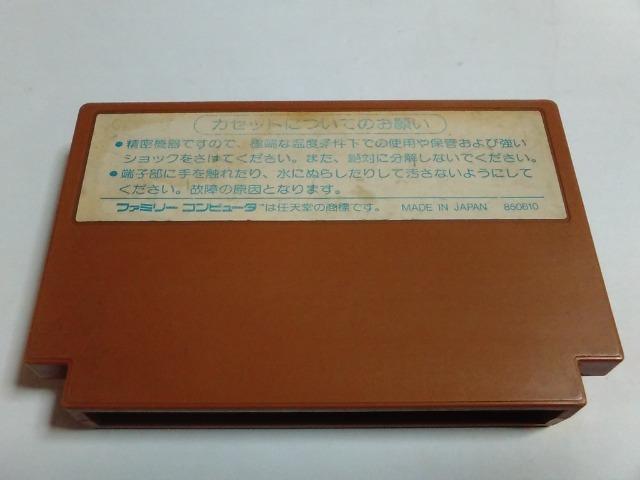 カセットについてのお願い
●精密機器ですので、極端な温度条件下での使用や保管および強い
ショックをさけてください。また、絶対に分解しないでください。
●端子部に手を触れたり、水にぬらしたりして汚さないようにして
ください。故障の原因となります。
ファミリー コンピュータ™は任天堂の商標です。 MADE IN JAPAN 850610